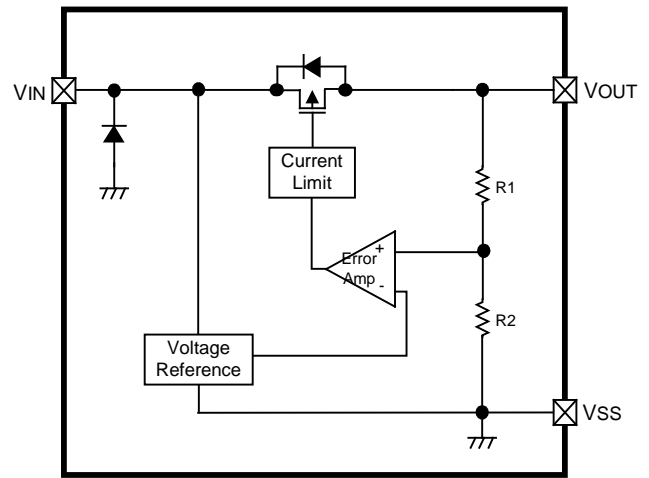 VIN
VOUT
Current
Limit
R1
Error
Amp
+
-
R2
Voltage
Reference
VSS